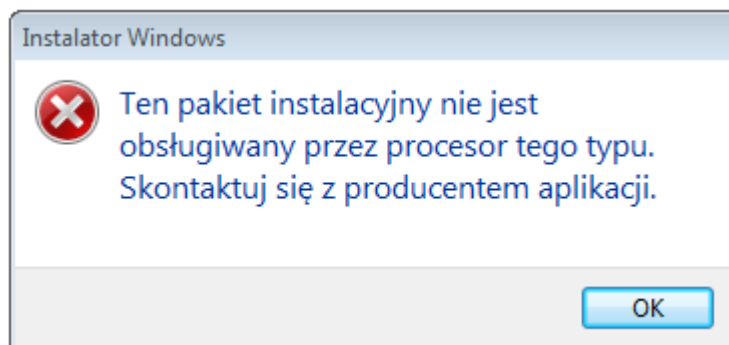 Instalator Windows
Ten pakiet instalacyjny nie jest
obsługiwany przez procesor tego typu.
Skontaktuj się z producentem aplikacji.
OK